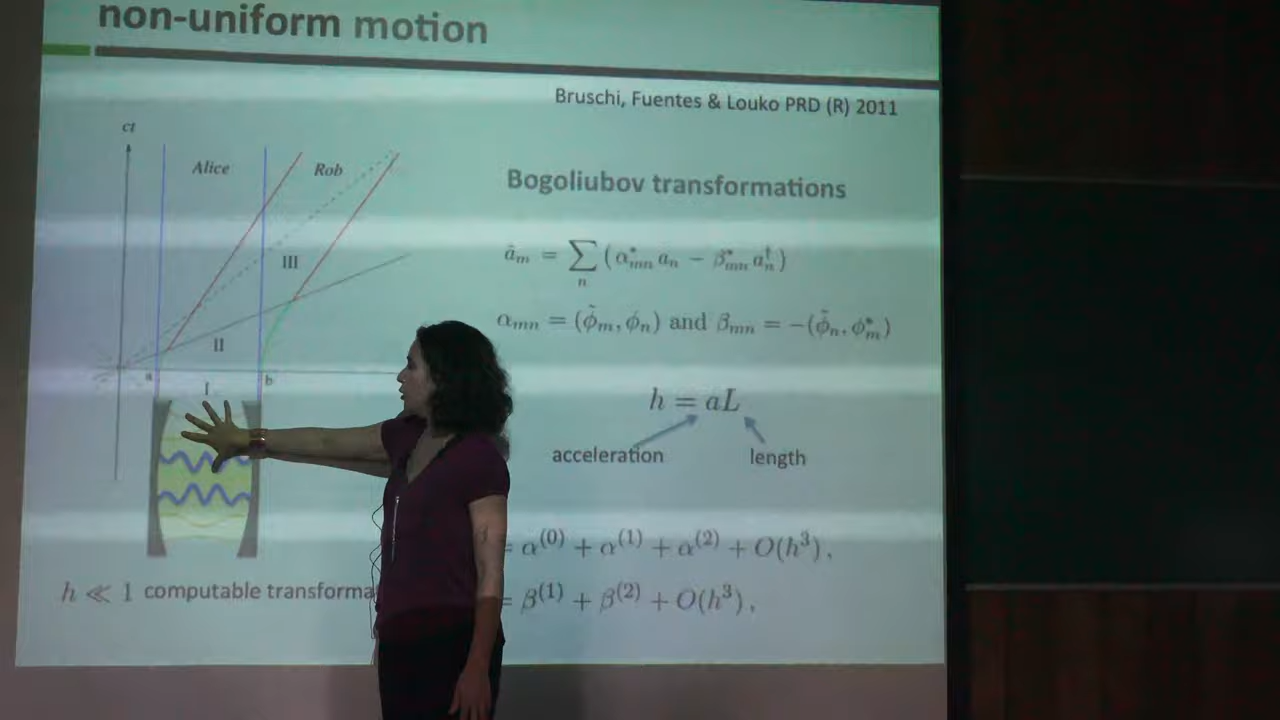 non-uniform motion
Bruschi, Fuentes & Louko PRD (R) 2011
ct
Alice
Rob
III
II
a
b
I
Bogoliubov transformations
ã_m = ∑_n (α*_mn a_n − β*_mn a†_n)
α_mn = (φ̃_m, φ_n) and β_mn = −(φ̃_n, φ*_m)
h = aL
acceleration
length
= α^(0) + α^(1) + α^(2) + O(h^3),
= β^(1) + β^(2) + O(h^3),
h ≪ 1 computable transforma